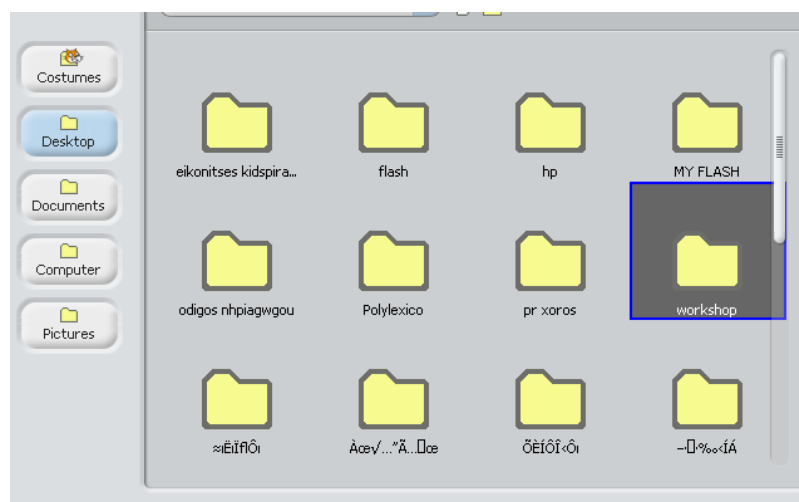 Costumes
Desktop
Documents
Computer
Pictures
eikonitses kidspira...
flash
hp
MY FLASH
odigos nhpiagwgou
Polylexico
pr xoros
workshop